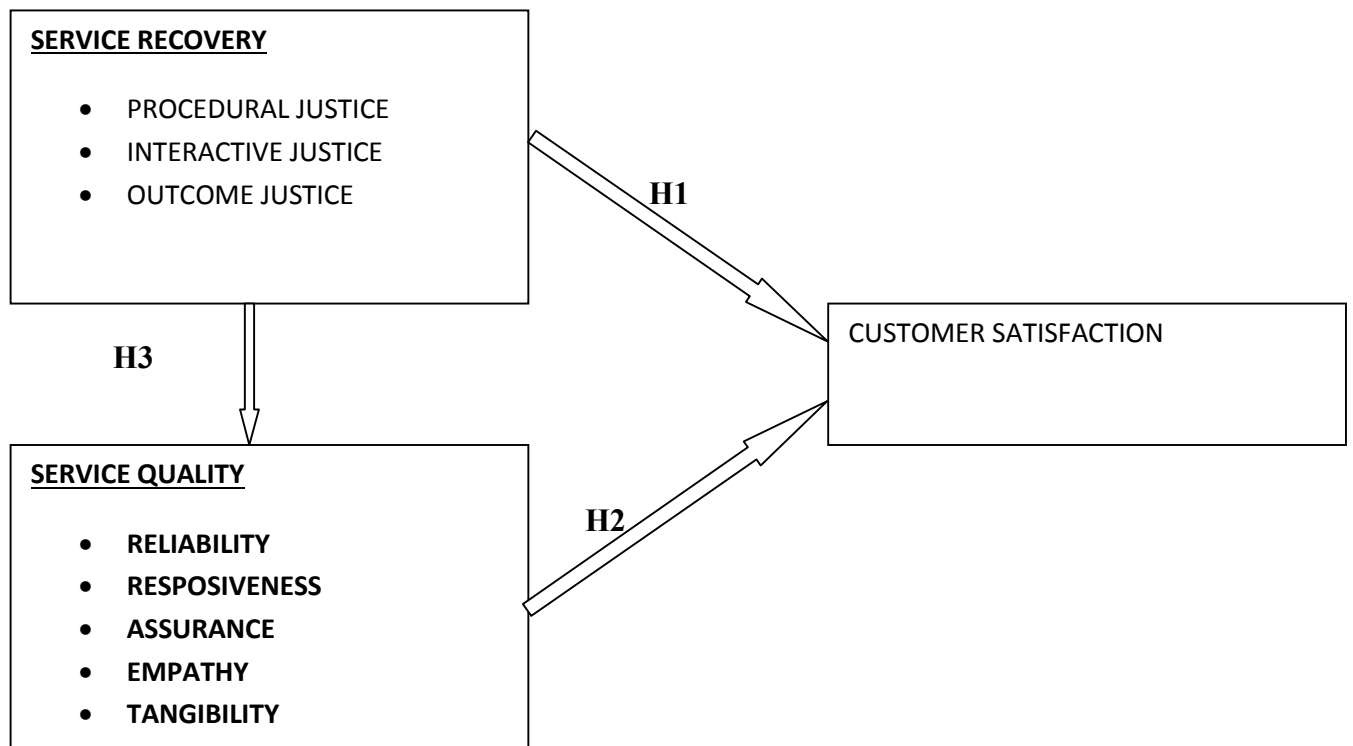 SERVICE RECOVERY
• PROCEDURAL JUSTICE
• INTERACTIVE JUSTICE
• OUTCOME JUSTICE
H1
CUSTOMER SATISFACTION
H3
SERVICE QUALITY
• RELIABILITY
• RESPOSIVENESS
• ASSURANCE
• EMPATHY
• TANGIBILITY
H2